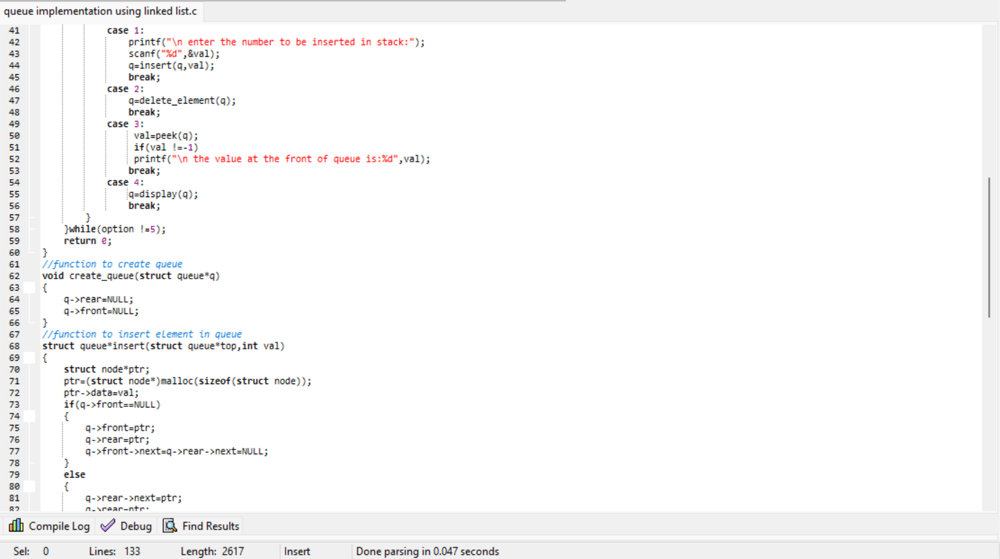 queue implementation using linked list.c
41 case 1:
42 printf("\n enter the number to be inserted in stack:");
43 scanf("%d",&val);
44 q=insert(q,val);
45 break;
46 case 2:
47 q=delete_element(q);
48 break;
49 case 3:
50 val=peek(q);
51 if(val !=-1)
52 printf("\n the value at the front of queue is:%d",val);
53 break;
54 case 4:
55 q=display(q);
56 break;
57 }
58 }while(option !=5);
59 return 0;
60 }
61 //function to create queue
62 void create_queue(struct queue*q)
63 {
64 q->rear=NULL;
65 q->front=NULL;
66 }
67 //function to insert element in queue
68 struct queue*insert(struct queue*top,int val)
69 {
70 struct node*ptr;
71 ptr=(struct node*)malloc(sizeof(struct node));
72 ptr->data=val;
73 if(q->front==NULL)
74 {
75 q->front=ptr;
76 q->rear=ptr;
77 q->front->next=q->rear->next=NULL;
78 }
79 else
80 {
81 q->rear->next=ptr;
82 q->rear=ptr;
Compile Log Debug Find Results
Sel: 0 Lines: 133 Length: 2617 Insert Done parsing in 0.047 seconds